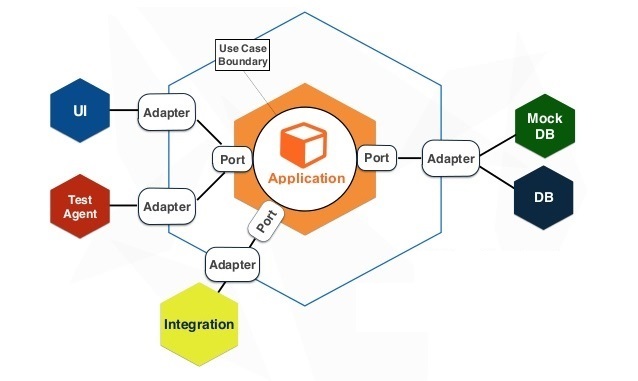 Use Case
Boundary
UI
Adapter
Mock
DB
Port
Port
Adapter
Application
Test
Agent
Adapter
DB
Port
Adapter
Integration